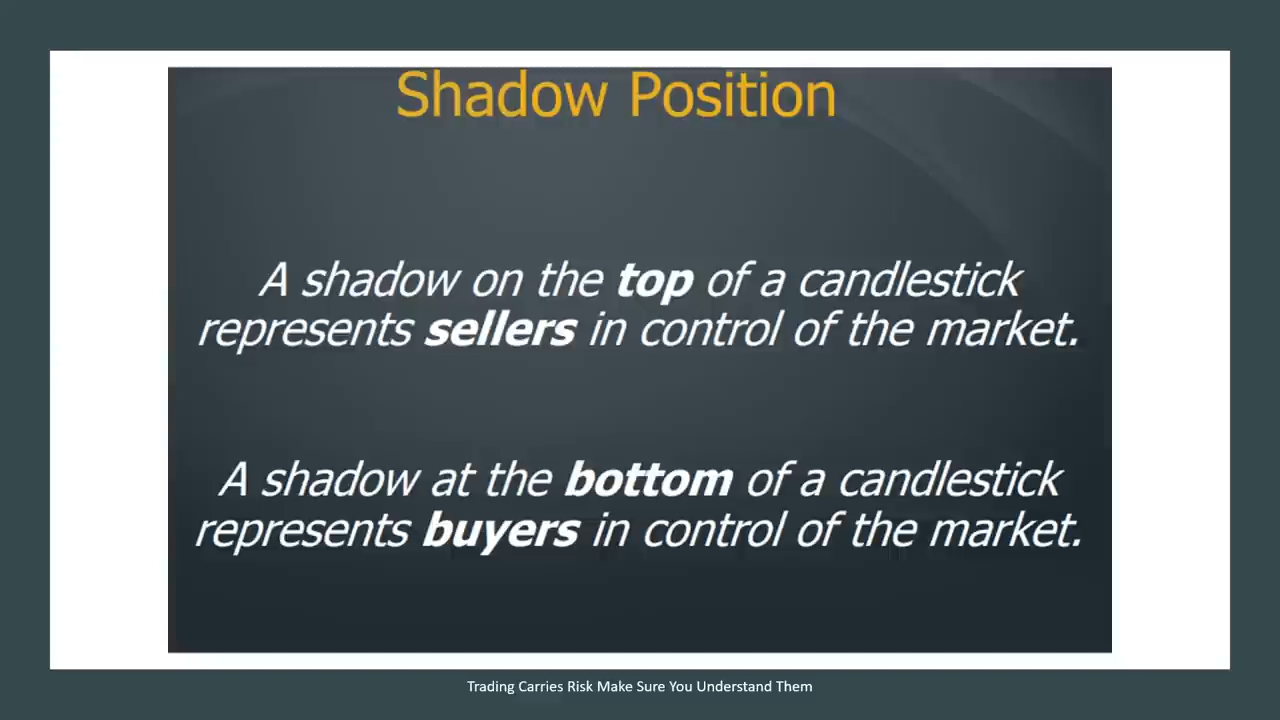 Shadow Position
A shadow on the top of a candlestick
represents sellers in control of the market.
A shadow at the bottom of a candlestick
represents buyers in control of the market.
Trading Carries Risk Make Sure You Understand Them